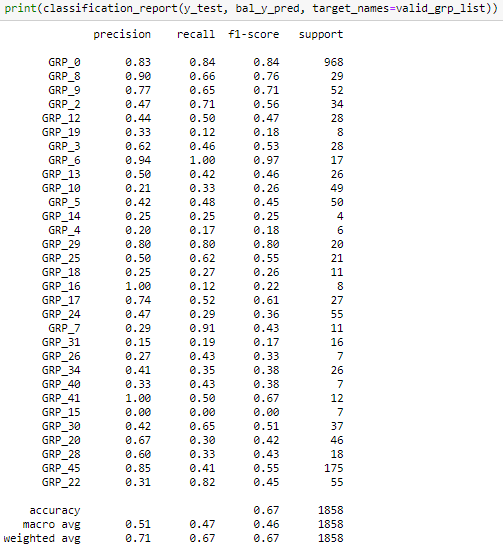 print(classification_report(y_test, bal_y_pred, target_names=valid_grp_list))
precision recall f1-score support
GRP_0 0.83 0.84 0.84 968
GRP_8 0.90 0.66 0.76 29
GRP_9 0.77 0.65 0.71 52
GRP_2 0.47 0.71 0.56 34
GRP_12 0.44 0.50 0.47 28
GRP_19 0.33 0.12 0.18 8
GRP_3 0.62 0.46 0.53 28
GRP_6 0.94 1.00 0.97 17
GRP_13 0.50 0.42 0.46 26
GRP_10 0.21 0.33 0.26 49
GRP_5 0.42 0.48 0.45 50
GRP_14 0.25 0.25 0.25 4
GRP_4 0.20 0.17 0.18 6
GRP_29 0.80 0.80 0.80 20
GRP_25 0.50 0.62 0.55 21
GRP_18 0.25 0.27 0.26 11
GRP_16 1.00 0.12 0.22 8
GRP_17 0.74 0.52 0.61 27
GRP_24 0.47 0.29 0.36 55
GRP_7 0.29 0.91 0.43 11
GRP_31 0.15 0.19 0.17 16
GRP_26 0.27 0.43 0.33 7
GRP_34 0.41 0.35 0.38 26
GRP_40 0.33 0.43 0.38 7
GRP_41 1.00 0.50 0.67 12
GRP_15 0.00 0.00 0.00 7
GRP_30 0.42 0.65 0.51 37
GRP_20 0.67 0.30 0.42 46
GRP_28 0.60 0.33 0.43 18
GRP_45 0.85 0.41 0.55 175
GRP_22 0.31 0.82 0.45 55
accuracy 0.67 1858
macro avg 0.51 0.47 0.46 1858
weighted avg 0.71 0.67 0.67 1858